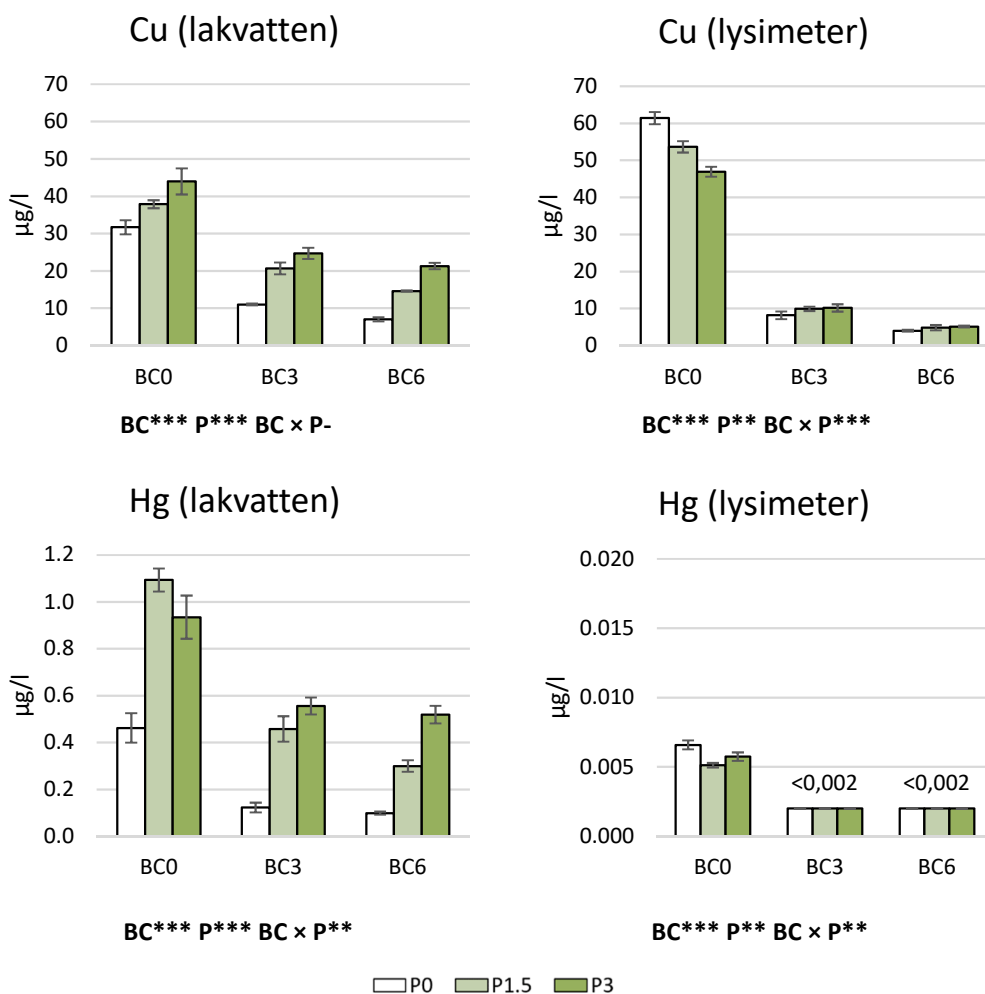 Cu (lakvatten)
70
60
50
40
30
20
10
0
µg/l
BC0 BC3 BC6
BC*** P*** BC × P-
Cu (lysimeter)
70
60
50
40
30
20
10
0
BC0 BC3 BC6
BC*** P** BC × P***
Hg (lakvatten)
1.2
1.0
0.8
0.6
0.4
0.2
0.0
µg/l
BC0 BC3 BC6
BC*** P*** BC × P**
Hg (lysimeter)
0.020
0.015
0.010
0.005
0.000
µg/l
<0,002 <0,002
BC0 BC3 BC6
BC*** P** BC × P**
P0 P1.5 P3